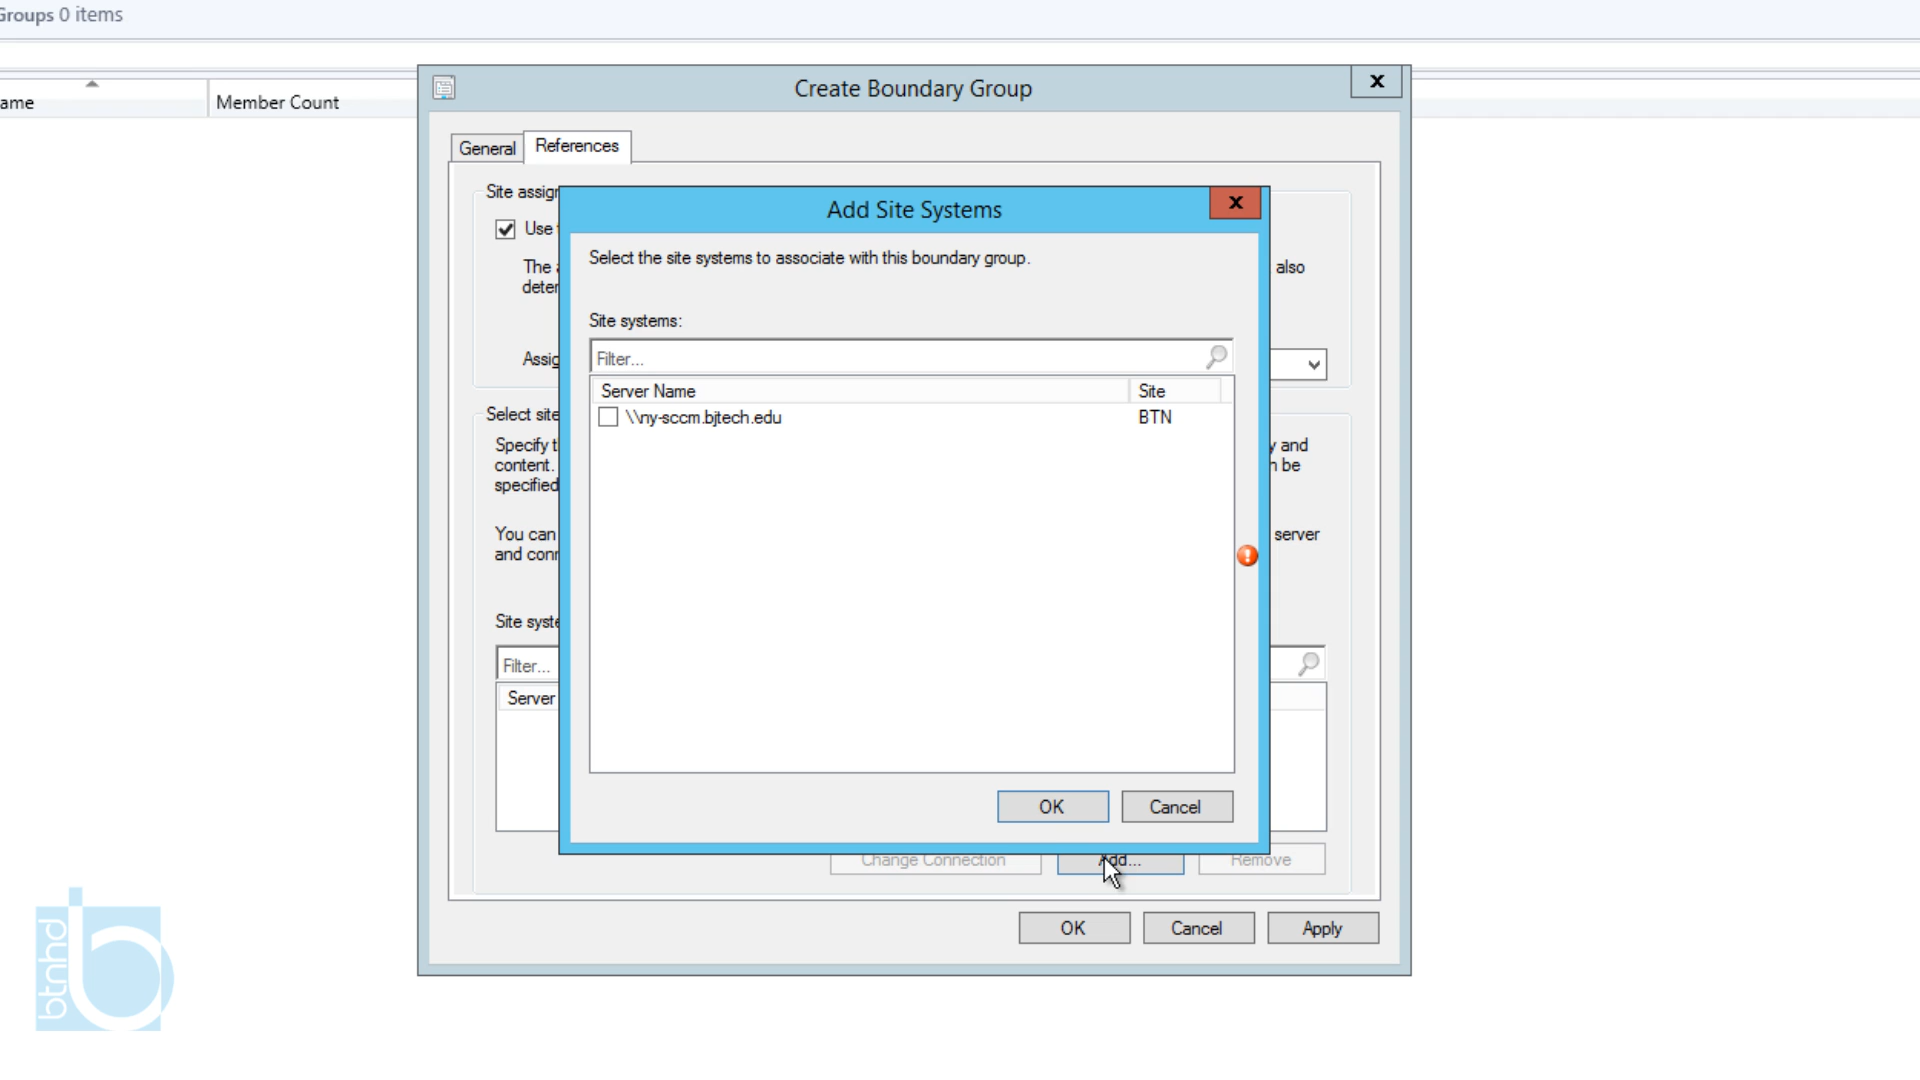 Groups 0 items
ame
Member Count
Create Boundary Group
x
General
References
Site assign
Use
The
also
deter
Assig
Add Site Systems
x
Select the site systems to associate with this boundary group.
Site systems:
Filter...
Server Name
Site
\\ny-sccm.bjtech.edu
BTN
Select site
Specify
y and
content.
n be
specified
You can
server
and conn
Site syste
Filter...
Server
OK
Cancel
Change Connection
Add...
Remove
OK
Cancel
Apply
btnhd
b